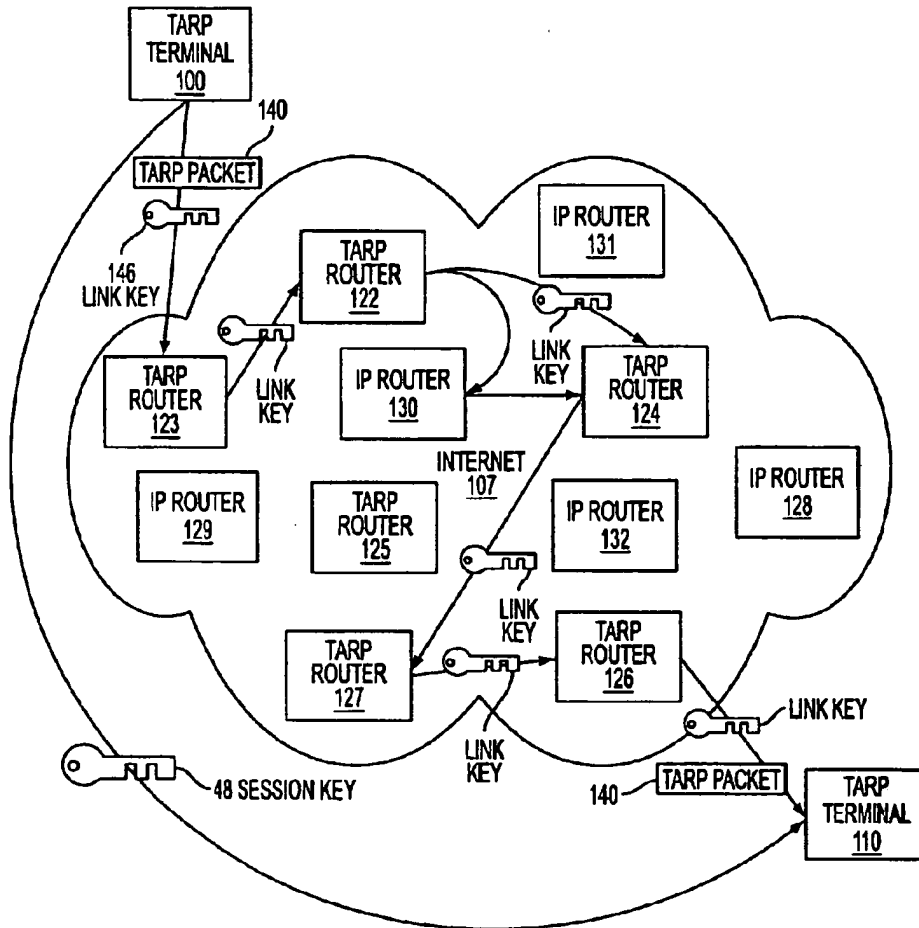 TARP
TERMINAL
100
140
TARP PACKET
146
LINK KEY
TARP
ROUTER
122
IP ROUTER
131
LINK
KEY
LINK
KEY
TARP
ROUTER
123
IP ROUTER
130
TARP
ROUTER
124
INTERNET
107
IP ROUTER
129
TARP
ROUTER
125
IP ROUTER
132
IP ROUTER
128
LINK
KEY
TARP
ROUTER
127
TARP
ROUTER
126
LINK
KEY
LINK KEY
48 SESSION KEY
140
TARP PACKET
TARP
TERMINAL
110